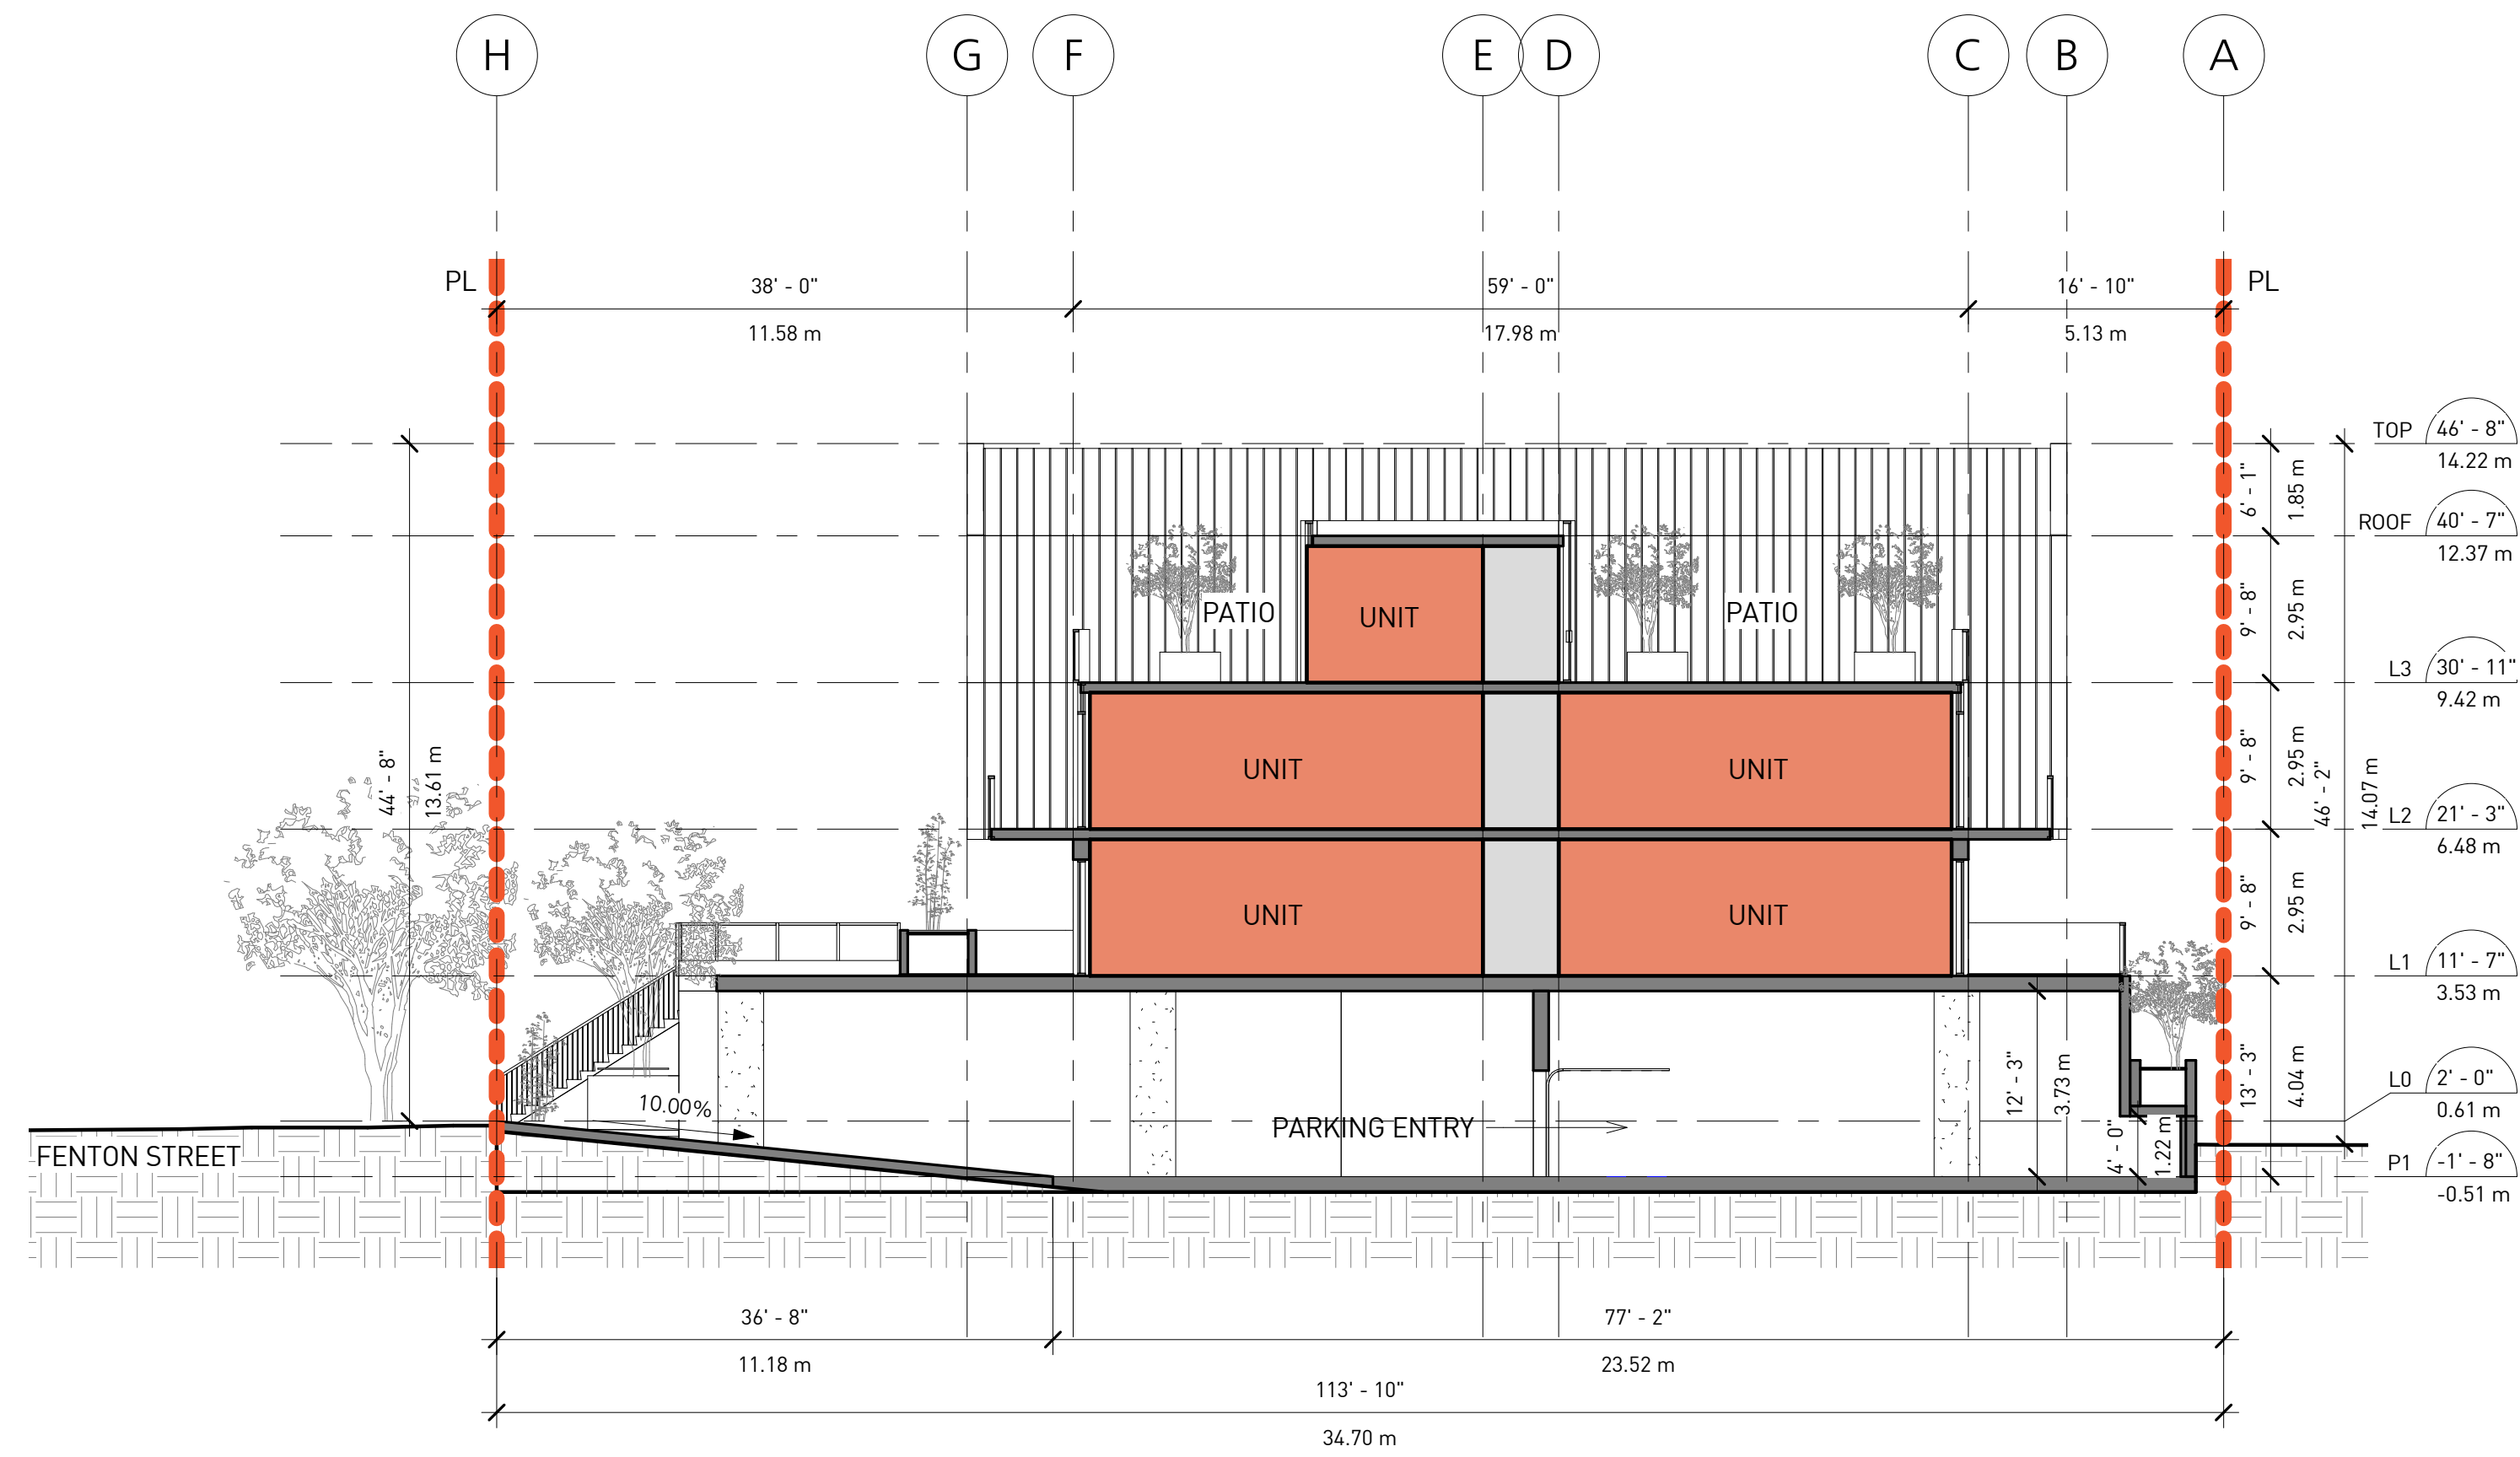 H G F E D C B A
PL PL
38' - 0" 59' - 0" 16' - 10"
11.58 m 17.98 m 5.13 m
TOP 46' - 8"
14.22 m
6' - 1" 1.85 m
ROOF 40' - 7"
12.37 m
9' - 8" 2.95 m
PATIO UNIT PATIO
L3 30' - 11"
9.42 m
44' - 8" 13.61 m
UNIT UNIT
9' - 8" 2.95 m
46' - 2" 14.07 m
L2 21' - 3"
6.48 m
UNIT UNIT
9' - 8" 2.95 m
L1 11' - 7"
3.53 m
12' - 3" 3.73 m
13' - 3" 4.04 m
L0 2' - 0"
0.61 m
10.00%
PARKING ENTRY
4' - 0" 1.22 m
FENTON STREET
P1 -1' - 8"
-0.51 m
36' - 8" 77' - 2"
11.18 m 23.52 m
113' - 10"
34.70 m